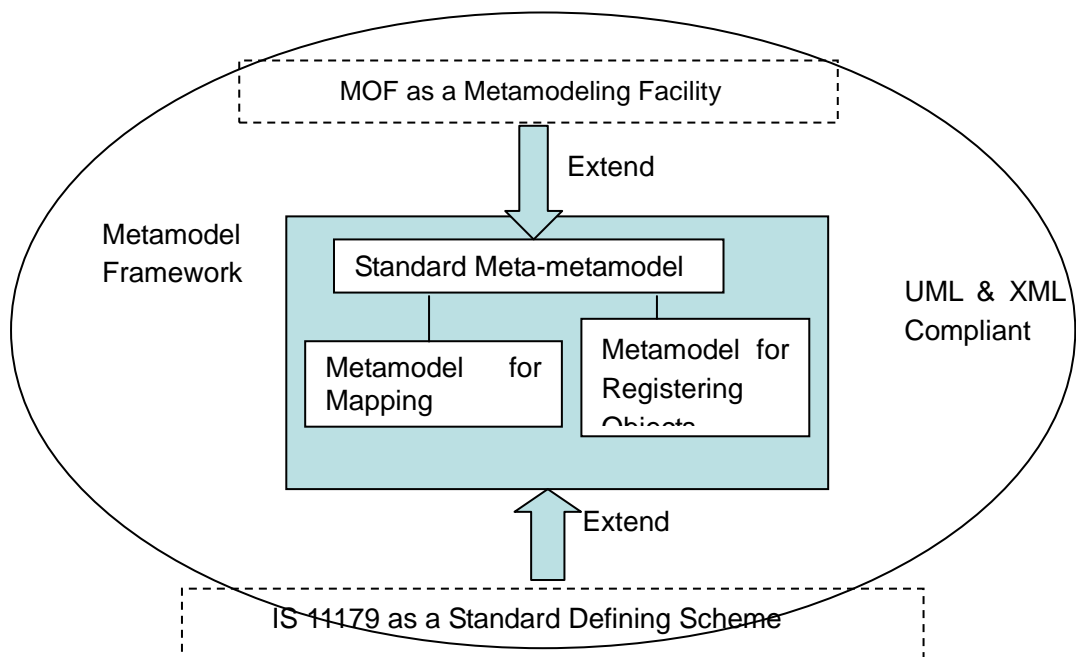 MOF as a Metamodeling Facility
Extend
Metamodel
Framework
Standard Meta-metamodel
UML & XML
Compliant
Metamodel for
Mapping
Metamodel for
Registering
Objects
Extend
IS 11179 as a Standard Defining Scheme